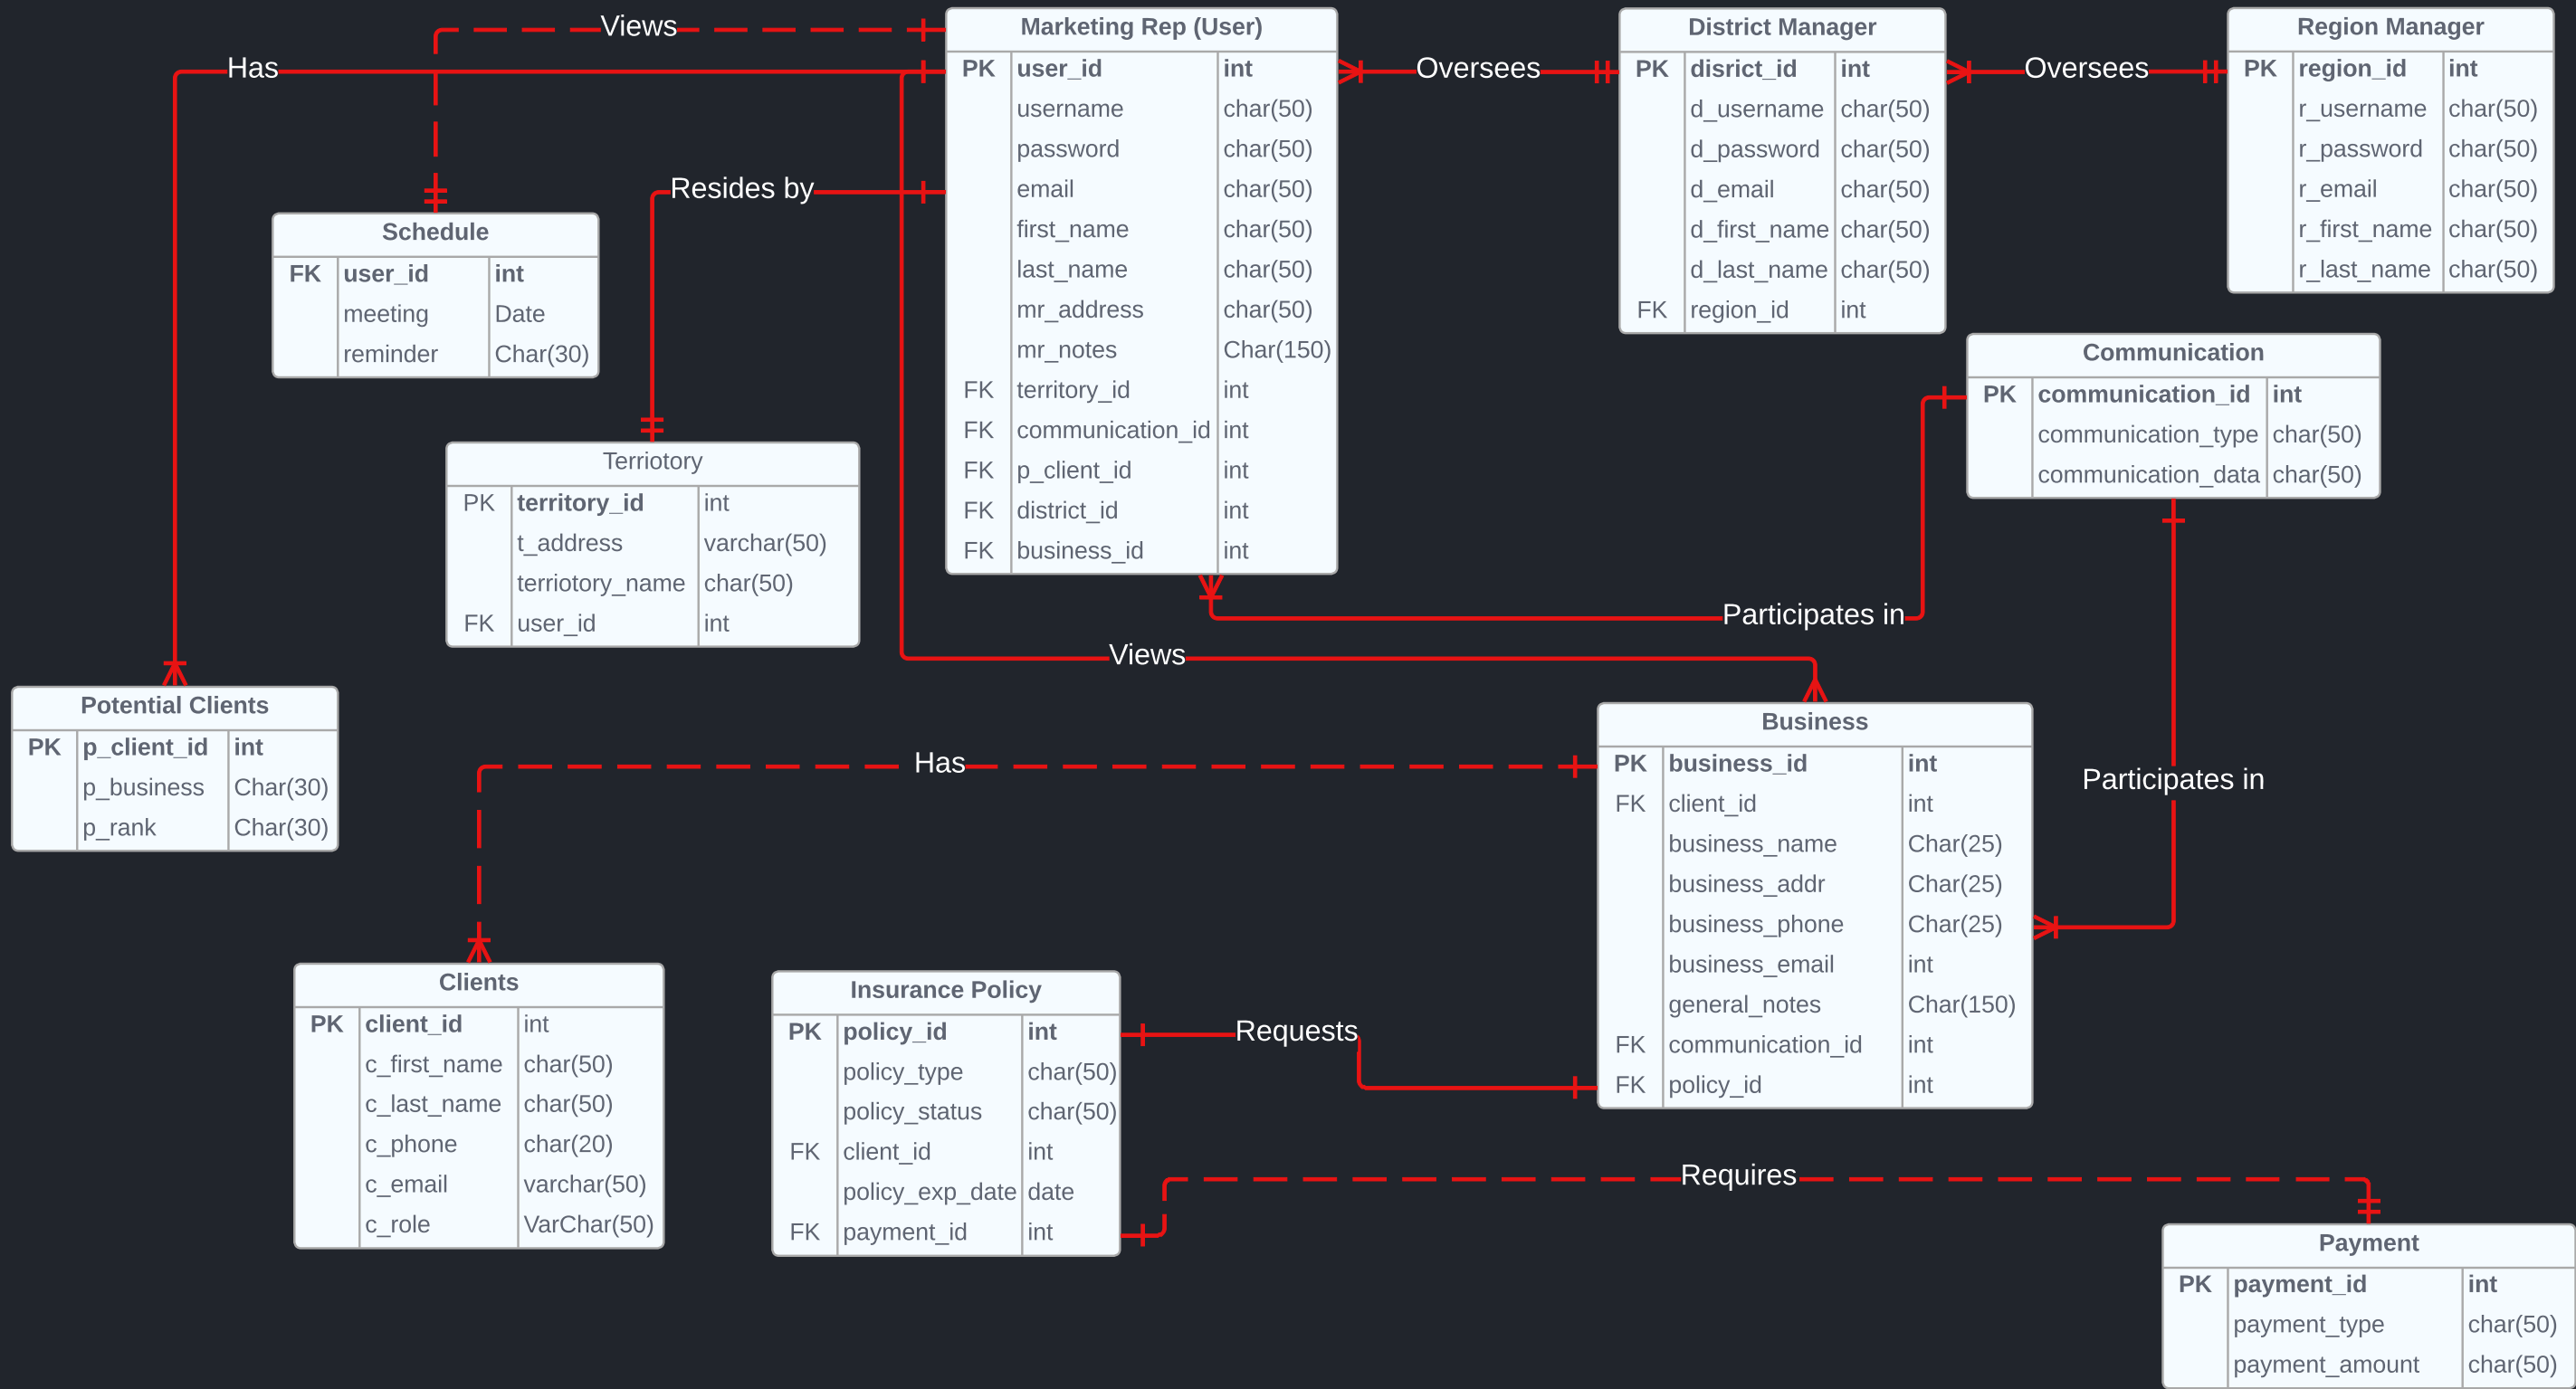 Views
Has
Marketing Rep (User)
PK user_id int
username char(50)
password char(50)
email char(50)
first_name char(50)
last_name char(50)
mr_address char(50)
mr_notes Char(150)
FK territory_id int
FK communication_id int
FK p_client_id int
FK district_id int
FK business_id int
Oversees
District Manager
PK disrict_id int
d_username char(50)
d_password char(50)
d_email char(50)
d_first_name char(50)
d_last_name char(50)
FK region_id int
Oversees
Region Manager
PK region_id int
r_username char(50)
r_password char(50)
r_email char(50)
r_first_name char(50)
r_last_name char(50)
Resides by
Schedule
FK user_id int
meeting Date
reminder Char(30)
Communication
PK communication_id int
communication_type char(50)
communication_data char(50)
Terriotory
PK territory_id int
t_address varchar(50)
terriotory_name char(50)
FK user_id int
Participates in
Views
Potential Clients
PK p_client_id int
p_business Char(30)
p_rank Char(30)
Has
Business
PK business_id int
FK client_id int
business_name Char(25)
business_addr Char(25)
business_phone Char(25)
business_email int
general_notes Char(150)
FK communication_id int
FK policy_id int
Participates in
Clients
PK client_id int
c_first_name char(50)
c_last_name char(50)
c_phone char(20)
c_email varchar(50)
c_role VarChar(50)
Insurance Policy
PK policy_id int
policy_type char(50)
policy_status char(50)
FK client_id int
policy_exp_date date
FK payment_id int
Requests
Requires
Payment
PK payment_id int
payment_type char(50)
payment_amount char(50)